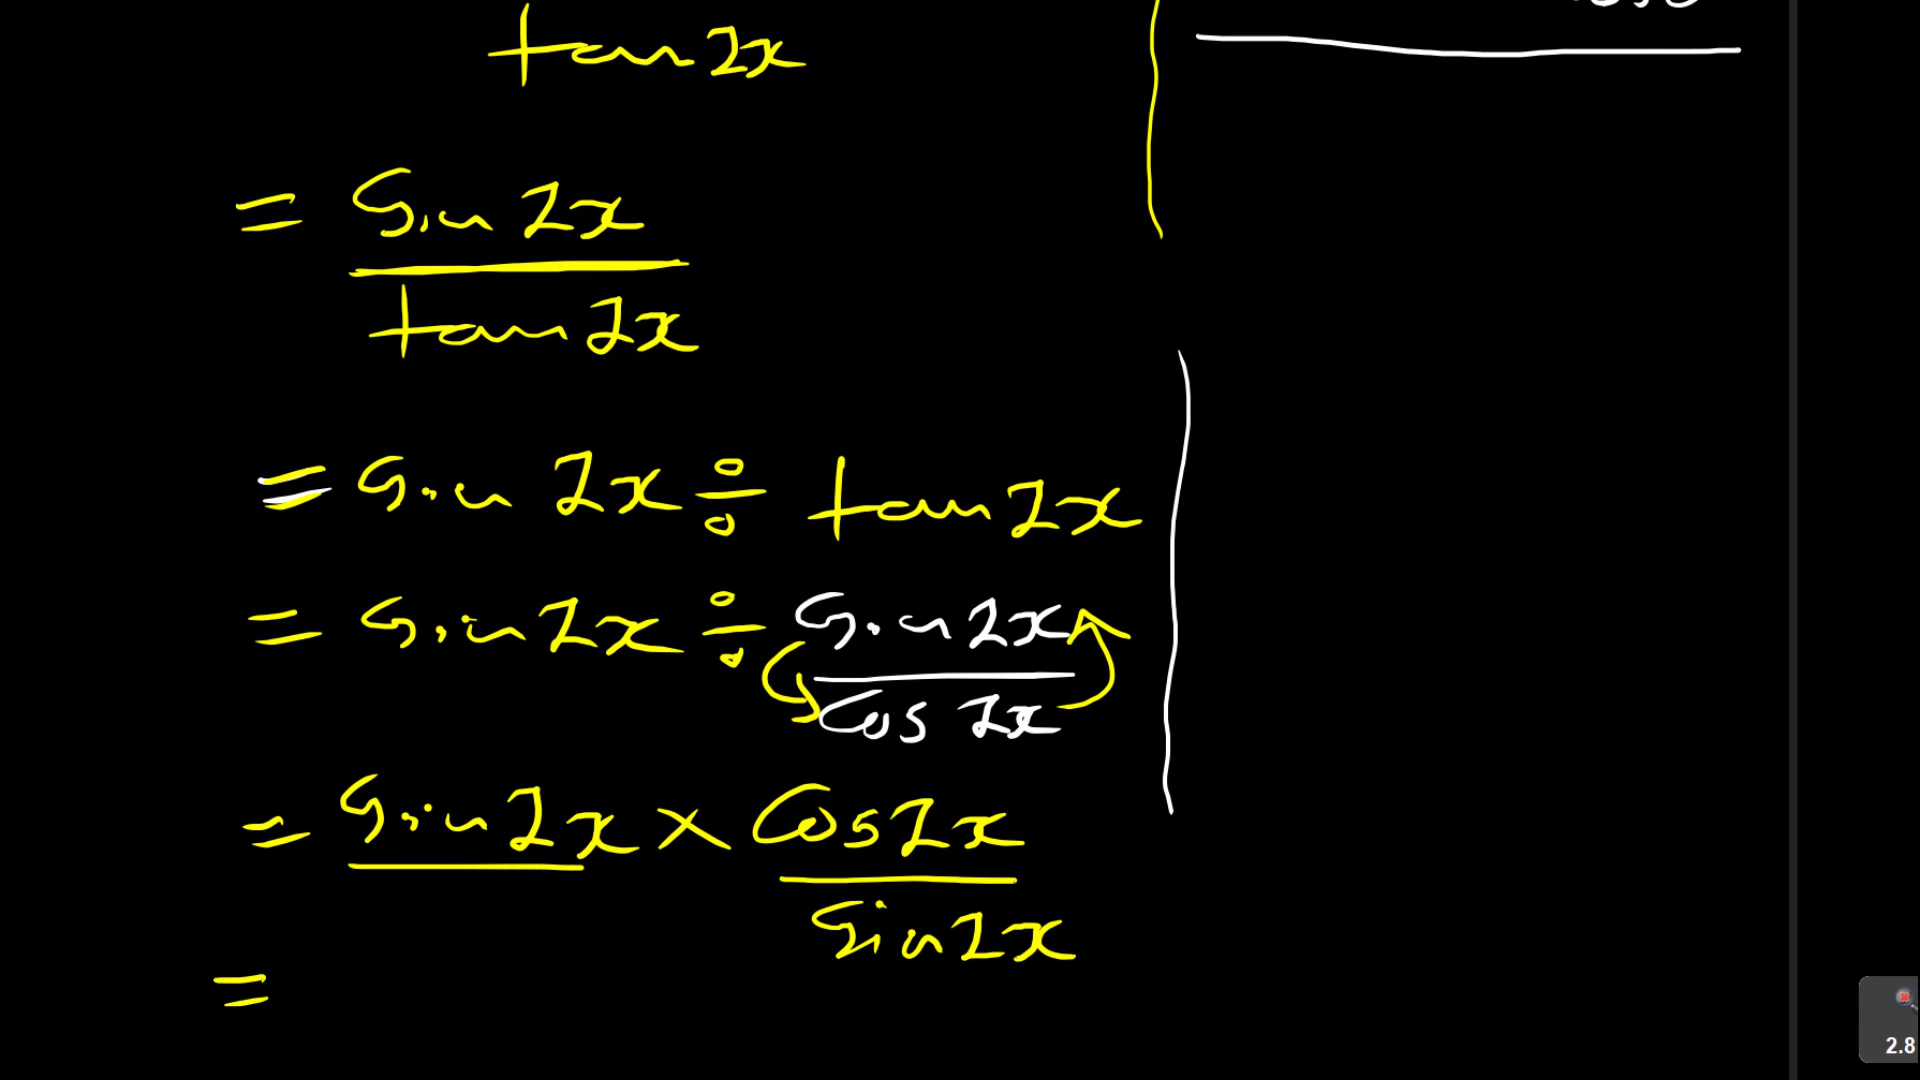 tan 2x
= Sin 2x
tan 2x
= Sin 2x ÷ tan 2x
= Sin 2x ÷ Sin 2x
Cos 2x
= Sin 2x × Cos 2x
Sin 2x
=
2.8